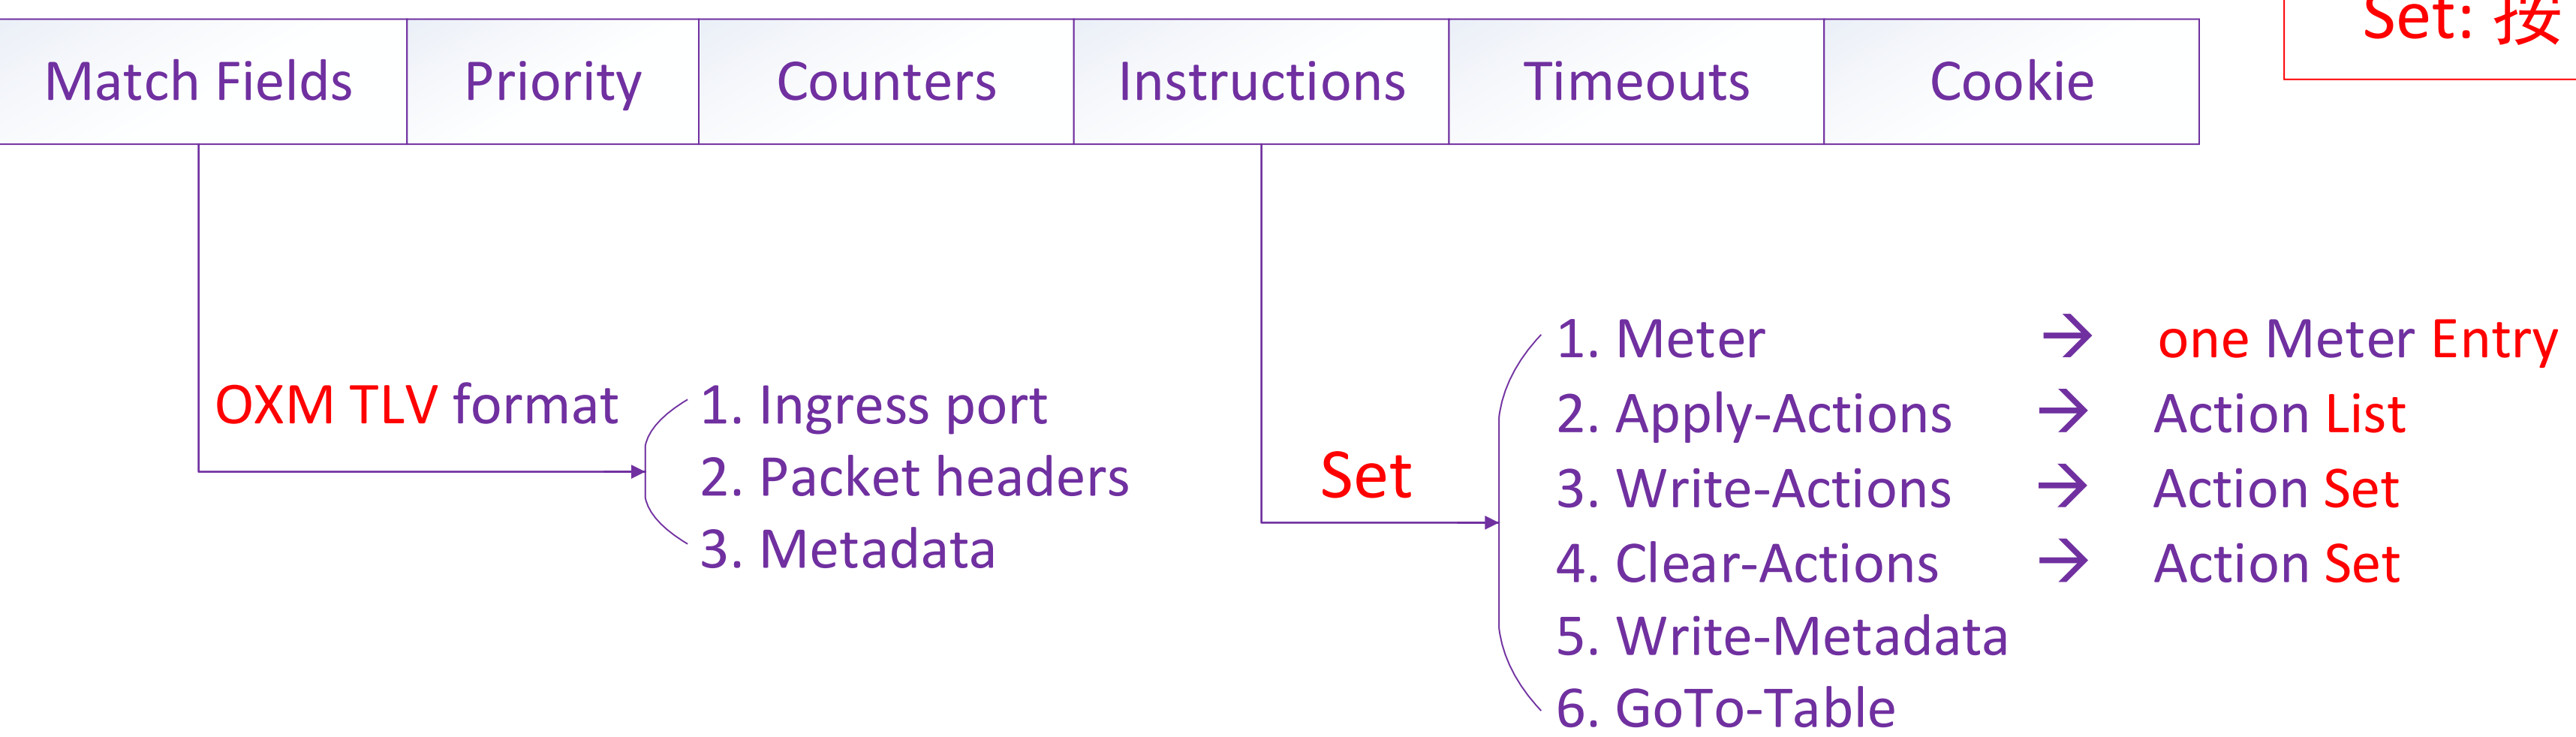 Set: 按
Match Fields Priority Counters Instructions Timeouts Cookie
OXM TLV format
1. Ingress port
2. Packet headers
3. Metadata
Set
1. Meter → one Meter Entry
2. Apply-Actions → Action List
3. Write-Actions → Action Set
4. Clear-Actions → Action Set
5. Write-Metadata
6. GoTo-Table